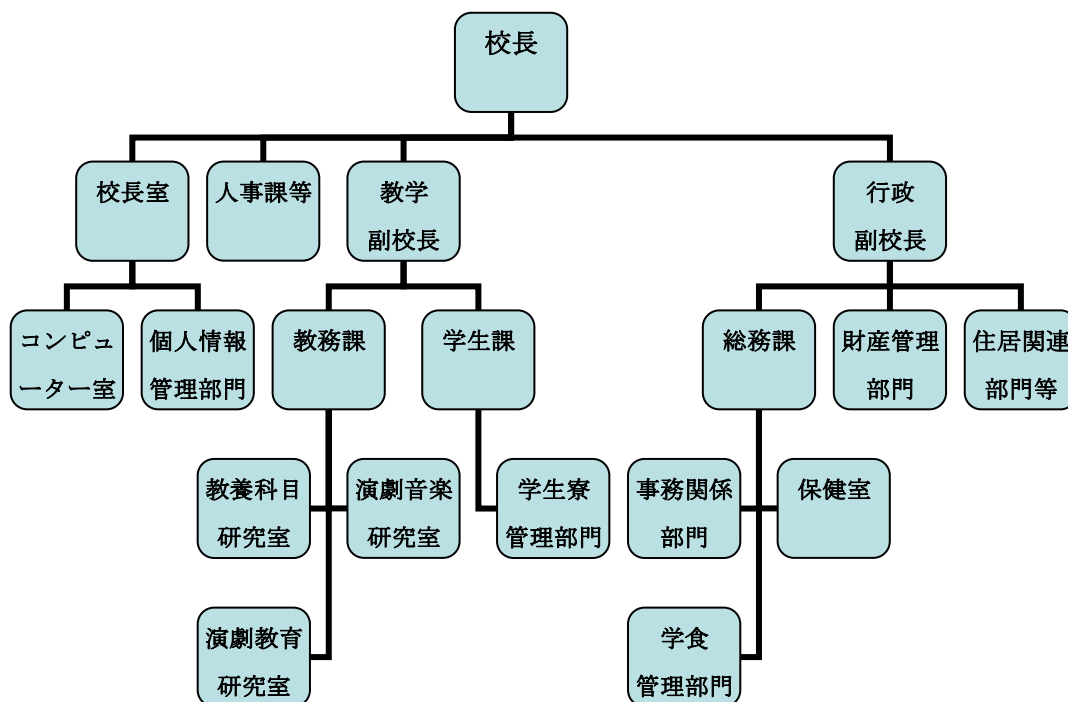 校長
校長室
人事課等
教学
副校長
行政
副校長
コンピュ
ーター室
個人情報
管理部門
教務課
学生課
総務課
財産管理
部門
住居関連
部門等
教養科目
研究室
演劇音楽
研究室
学生寮
管理部門
事務関係
部門
保健室
演劇教育
研究室
学食
管理部門